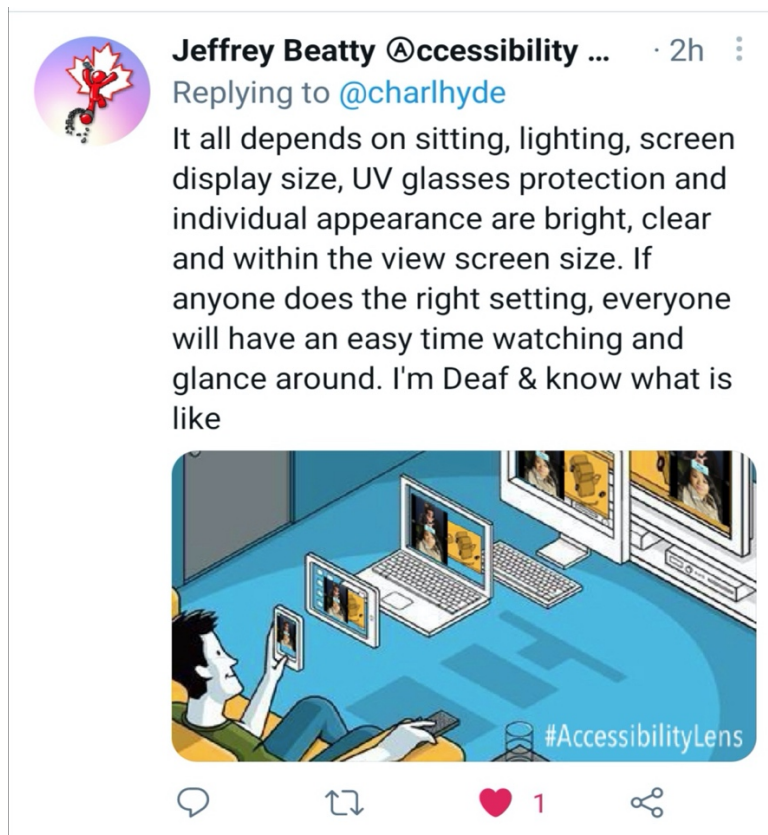 Jeffrey Beatty Ⓐccessibility ... · 2h
Replying to @charlhyde
It all depends on sitting, lighting, screen
display size, UV glasses protection and
individual appearance are bright, clear
and within the view screen size. If
anyone does the right setting, everyone
will have an easy time watching and
glance around. I'm Deaf & know what is
like
#AccessibilityLens
1